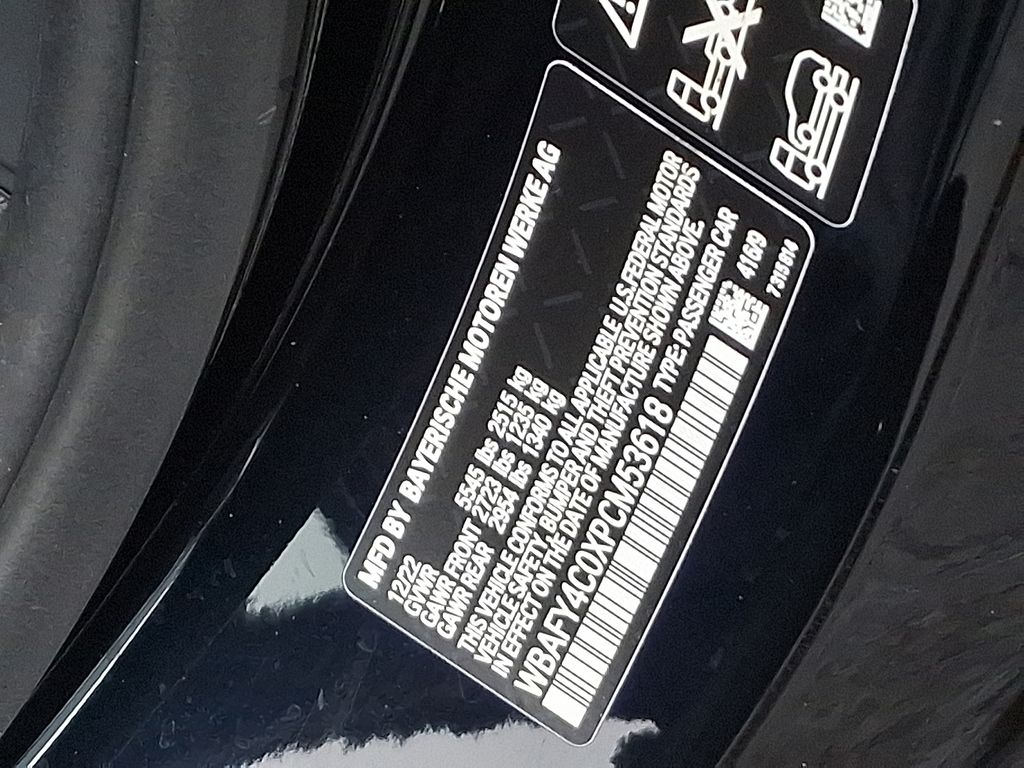 MFD BY BAYERISCHE MOTOREN WERKE AG
12/22
GVWR 5545 lbs 2515 kg
GAWR FRONT 2723 lbs 1235 kg
GAWR REAR 2954 lbs 1340 kg
THIS VEHICLE CONFORMS TO ALL APPLICABLE U.S.FEDERAL MOTOR
VEHICLE SAFETY, BUMPER AND THEFT PREVENTION STANDARDS
IN EFFECT ON THE DATE OF MANUFACTURE SHOWN ABOVE.
WBAFY4C0XPCM53618 TYPE: PASSENGER CAR
416I9